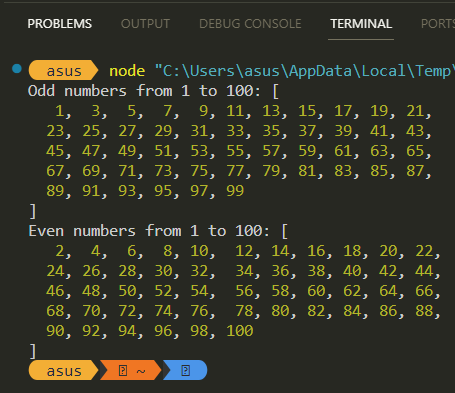 PROBLEMS OUTPUT DEBUG CONSOLE TERMINAL PORTS
asus node "C:\Users\asus\AppData\Local\Temp\
Odd numbers from 1 to 100: [
1, 3, 5, 7, 9, 11, 13, 15, 17, 19, 21,
23, 25, 27, 29, 31, 33, 35, 37, 39, 41, 43,
45, 47, 49, 51, 53, 55, 57, 59, 61, 63, 65,
67, 69, 71, 73, 75, 77, 79, 81, 83, 85, 87,
89, 91, 93, 95, 97, 99
]
Even numbers from 1 to 100: [
2, 4, 6, 8, 10, 12, 14, 16, 18, 20, 22,
24, 26, 28, 30, 32, 34, 36, 38, 40, 42, 44,
46, 48, 50, 52, 54, 56, 58, 60, 62, 64, 66,
68, 70, 72, 74, 76, 78, 80, 82, 84, 86, 88,
90, 92, 94, 96, 98, 100
]
asus ~